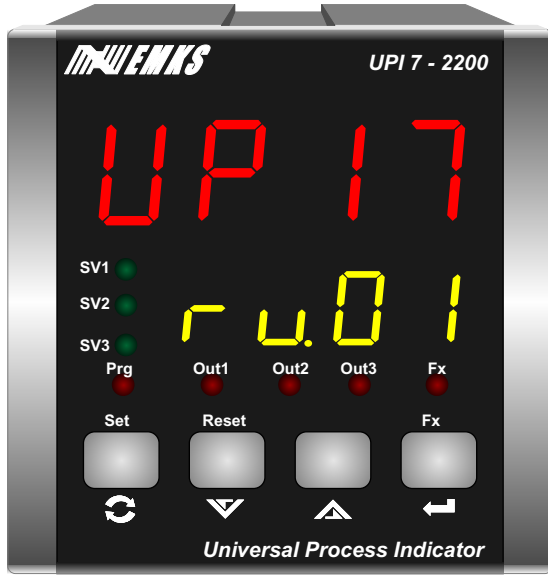 EMKS UPI 7 - 2200
UPI7
SV1
SV2
ru.01
SV3
Prg Out1 Out2 Out3 Fx
Set Reset Fx
Universal Process Indicator